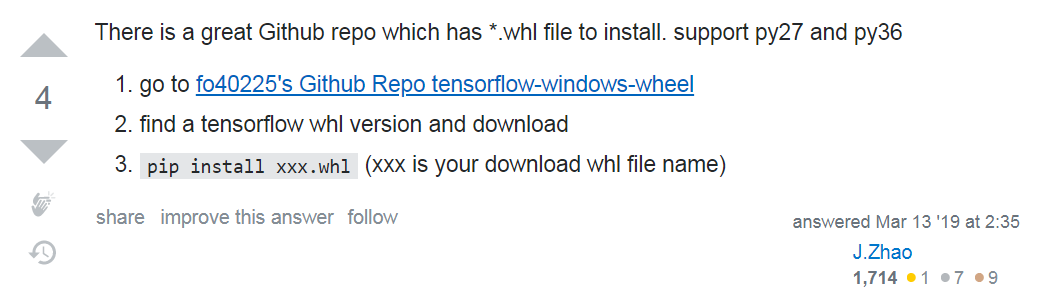 There is a great Github repo which has *.whl file to install. support py27 and py36
4
1. go to fo40225's Github Repo tensorflow-windows-wheel
2. find a tensorflow whl version and download
3. pip install xxx.whl (xxx is your download whl file name)
share improve this answer follow
answered Mar 13 '19 at 2:35
J.Zhao
1,714 ● 1 ● 7 ● 9